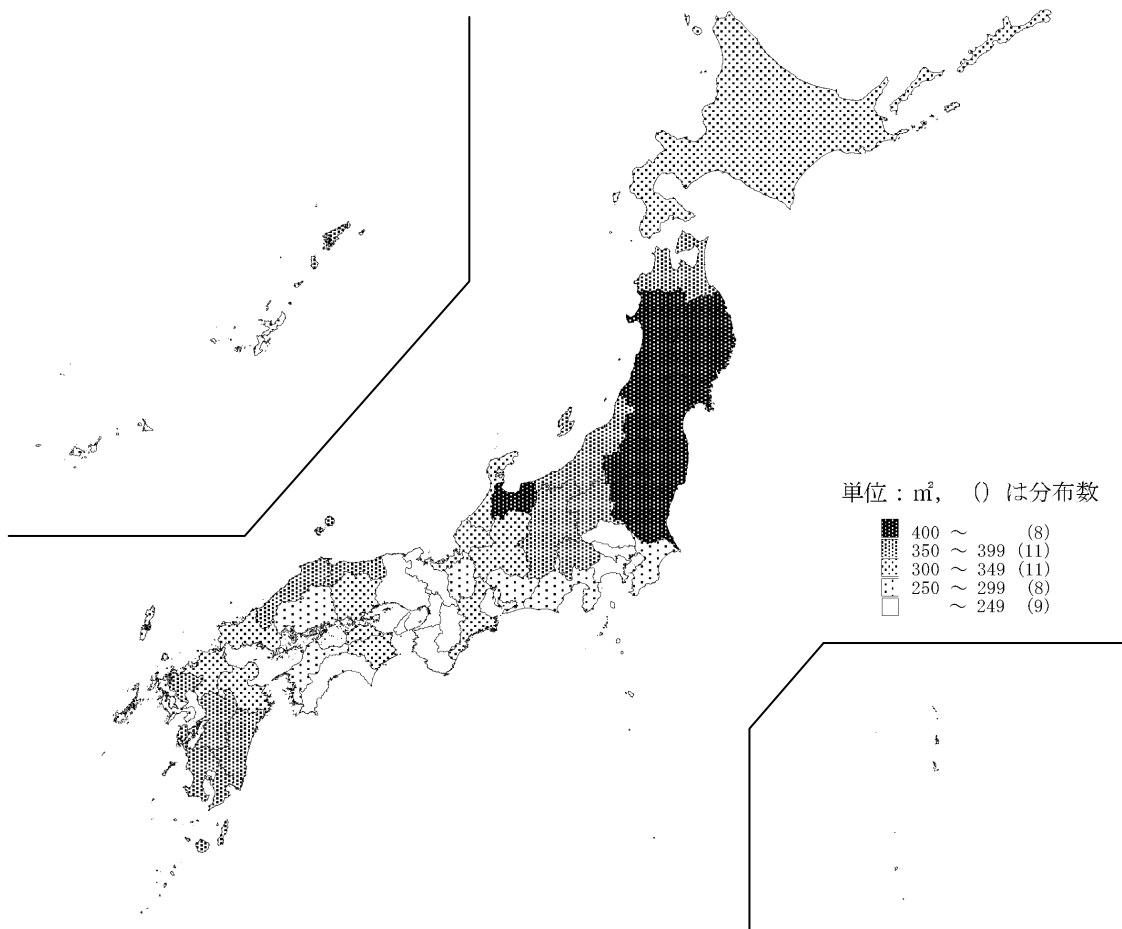 単位：㎡，（）は分布数
400 ～ (8)
350 ～ 399 (11)
300 ～ 349 (11)
250 ～ 299 (8)
～ 249 (9)